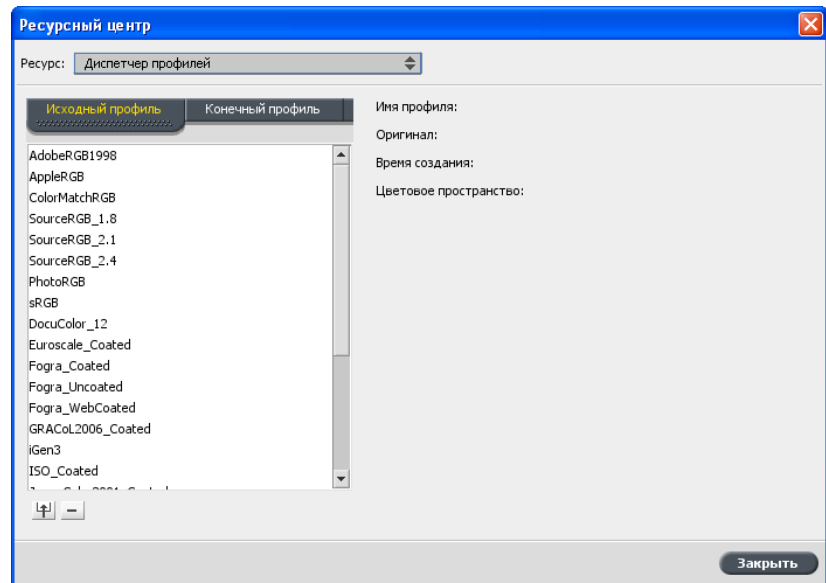 Ресурсный центр
Ресурс: Диспетчер профилей
Исходный профиль Конечный профиль
AdobeRGB1998
AppleRGB
ColorMatchRGB
SourceRGB_1.8
SourceRGB_2.1
SourceRGB_2.4
PhotoRGB
sRGB
DocuColor_12
Euroscale_Coated
Fogra_Coated
Fogra_Uncoated
Fogra_WebCoated
GRACoL2006_Coated
iGen3
ISO_Coated
Имя профиля:
Оригинал:
Время создания:
Цветовое пространство:
Закрыть